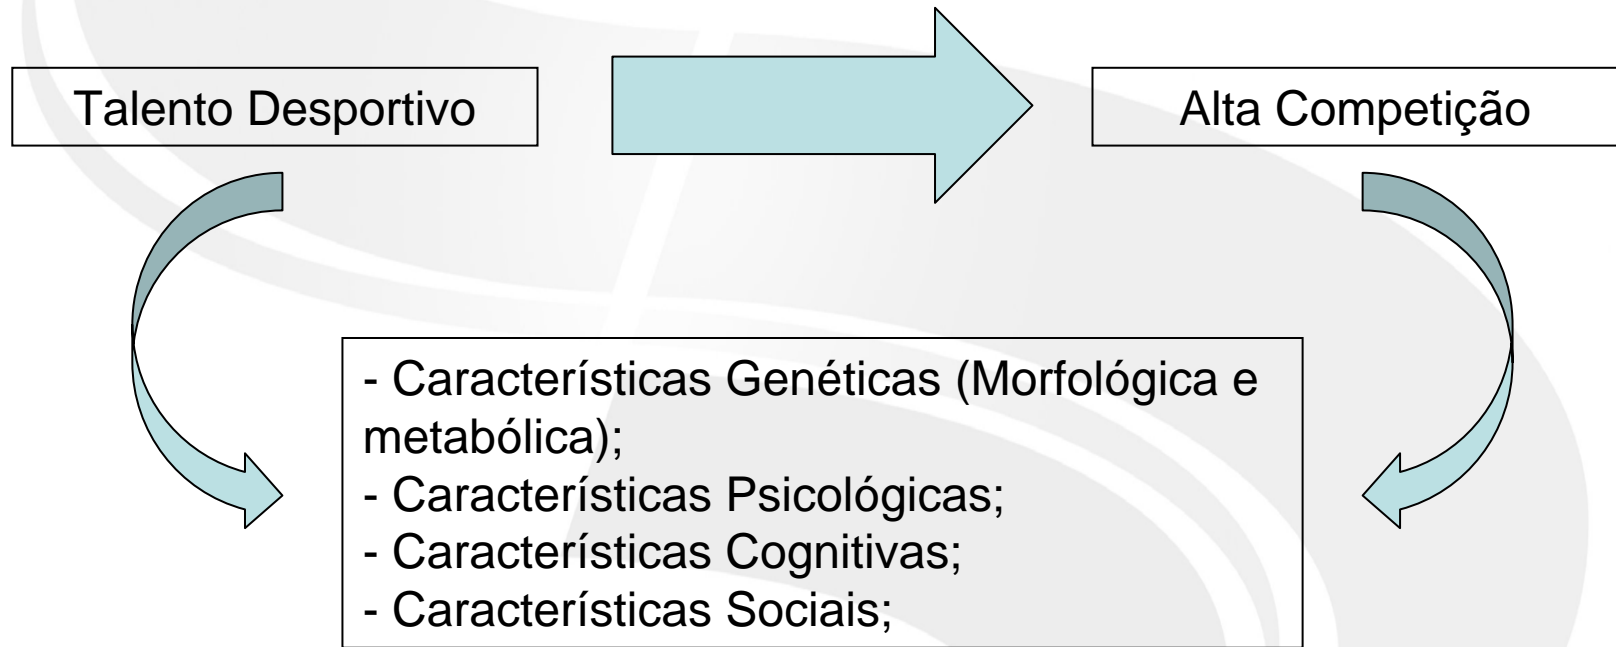 Talento Desportivo
Alta Competição
- Características Genéticas (Morfológica e
metabólica);
- Características Psicológicas;
- Características Cognitivas;
- Características Sociais;